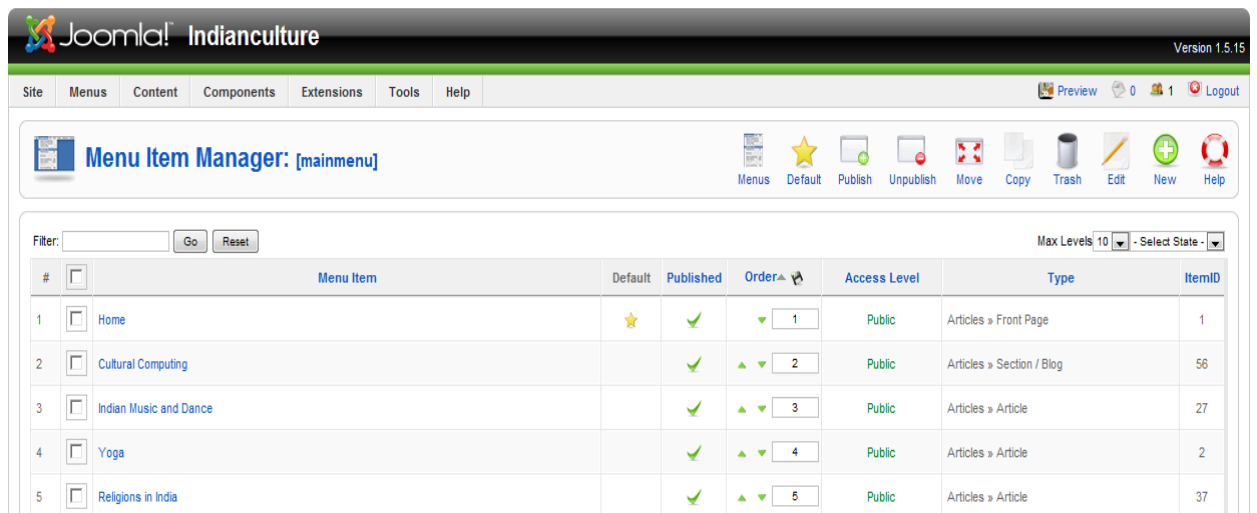 Joomla!™ Indianculture
Version 1.5.15
Site Menus Content Components Extensions Tools Help Preview 0 1 Logout
Menu Item Manager: [mainmenu]
Menus Default Publish Unpublish Move Copy Trash Edit New Help
Filter: Go Reset Max Levels 10 - Select State -
# Menu Item Default Published Order Access Level Type ItemID
1 Home 1 Public Articles » Front Page 1
2 Cultural Computing 2 Public Articles » Section / Blog 56
3 Indian Music and Dance 3 Public Articles » Article 27
4 Yoga 4 Public Articles » Article 2
5 Religions in India 5 Public Articles » Article 37